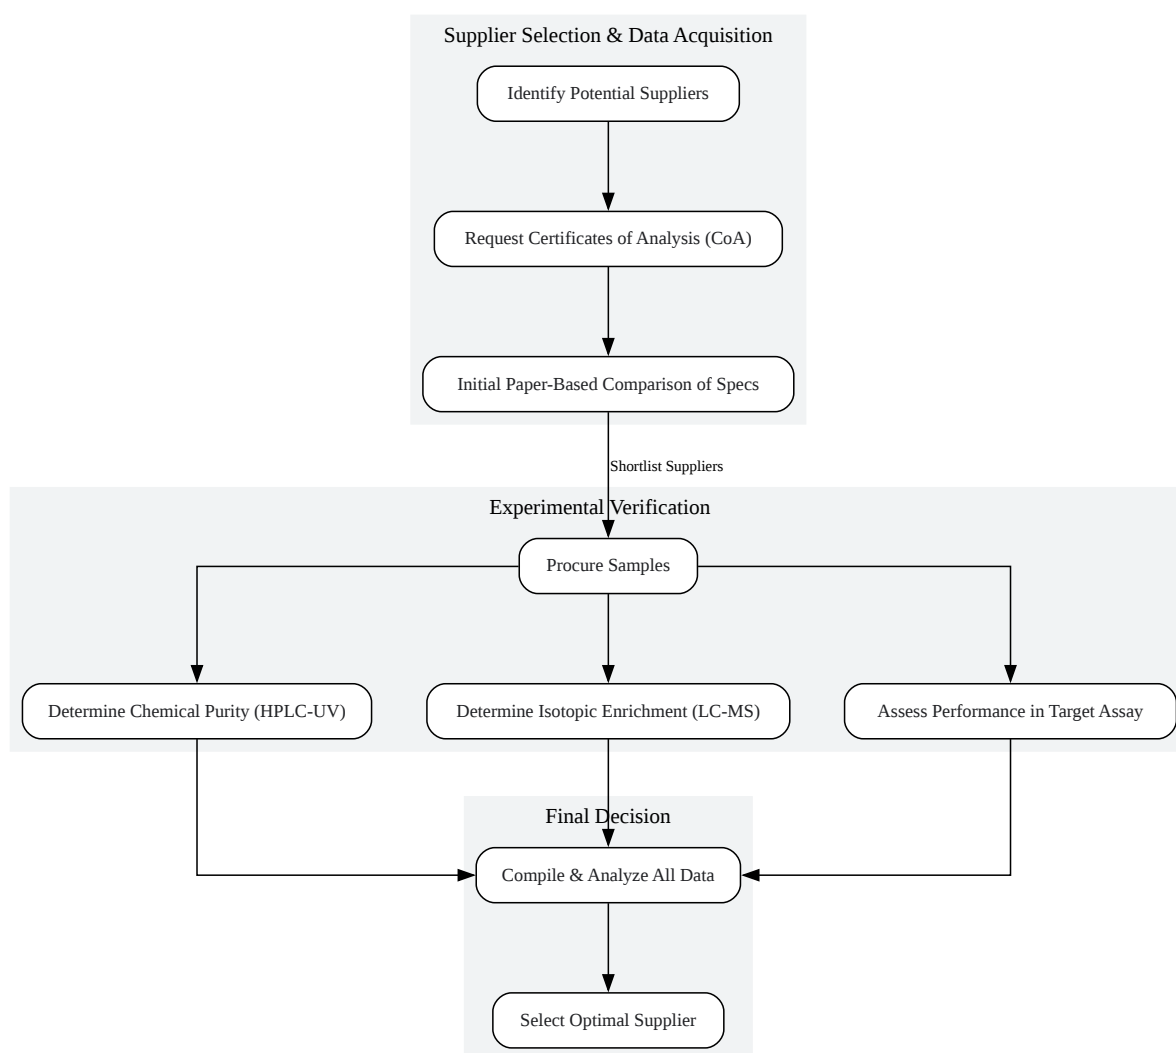 Supplier Selection & Data Acquisition
Identify Potential Suppliers
Request Certificates of Analysis (CoA)
Initial Paper-Based Comparison of Specs
Shortlist Suppliers
Experimental Verification
Procure Samples
Determine Chemical Purity (HPLC-UV)
Determine Isotopic Enrichment (LC-MS)
Assess Performance in Target Assay
Final Decision
Compile & Analyze All Data
Select Optimal Supplier